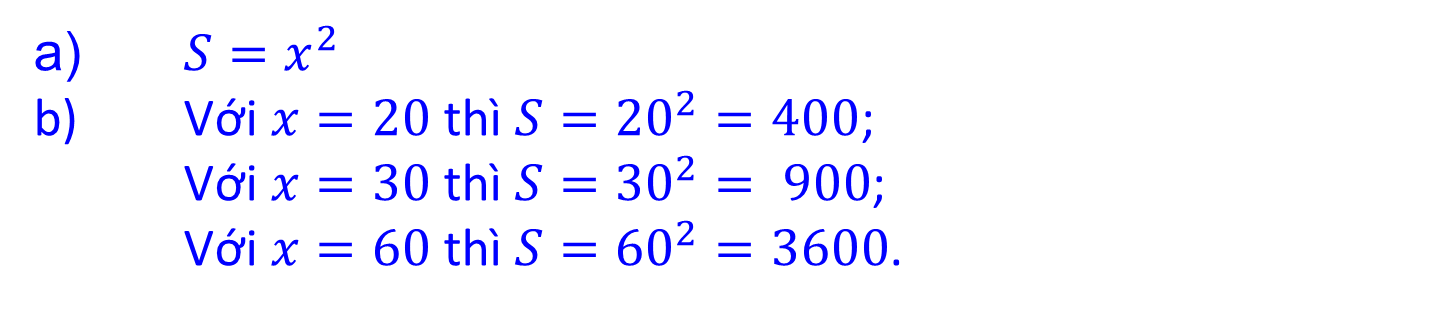 a) S = x²
b) Với x = 20 thì S = 20² = 400;
Với x = 30 thì S = 30² = 900;
Với x = 60 thì S = 60² = 3600.